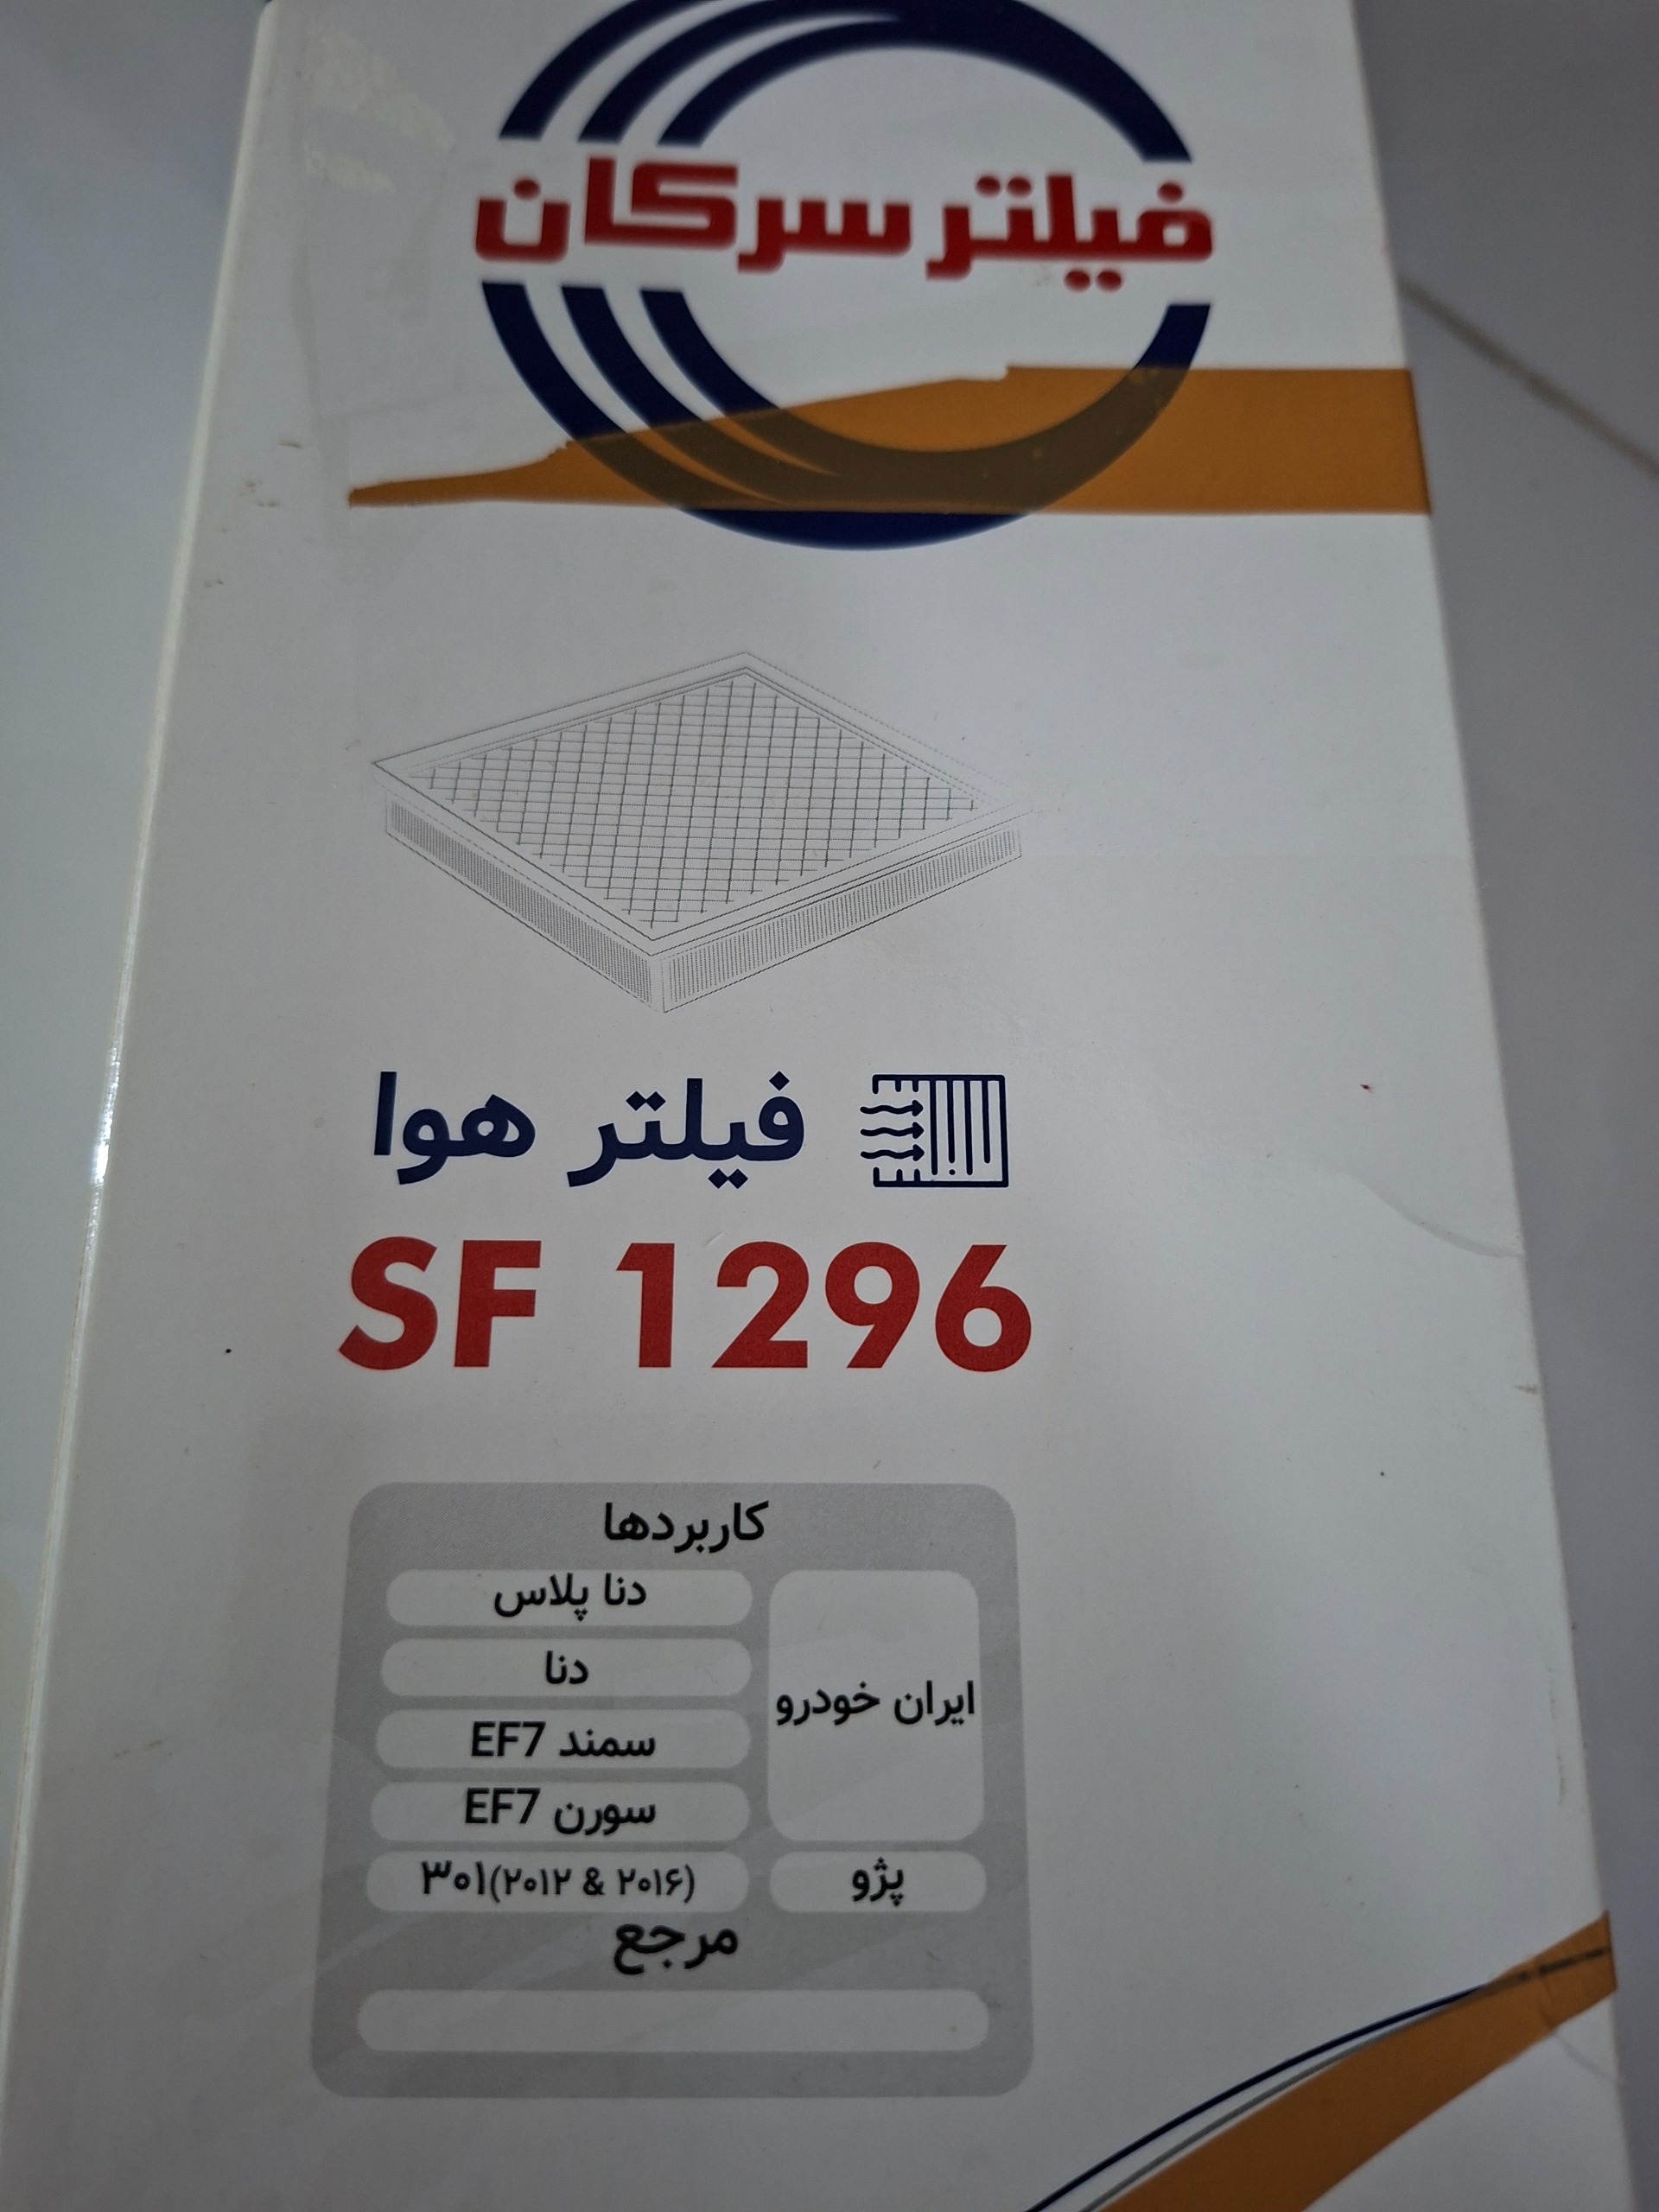 فیلتر سرکان
فیلتر هوا
SF 1296
کاربردها
ایران خودرو
دنا پلاس
دنا
سمند EF7
سورن EF7
پژو
۳۰۱(۲۰۱۲ & ۲۰۱۶)
مرجع